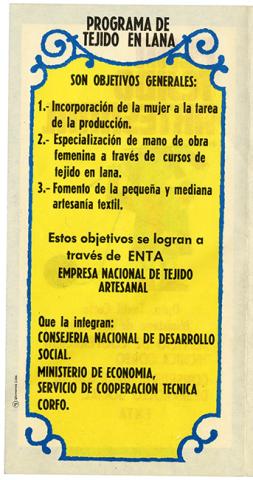 PROGRAMA DE
TEJIDO EN LANA
SON OBJETIVOS GENERALES:
1.- Incorporación de la mujer a la tarea
de la producción.
2.- Especialización de mano de obra
femenina a través de cursos de
tejido en lana.
3.- Fomento de la pequeña y mediana
artesanía textil.
Estos objetivos se logran a
través de ENTA
EMPRESA NACIONAL DE TEJIDO
ARTESANAL
Que la integran:
CONSEJERIA NACIONAL DE DESARROLLO
SOCIAL.
MINISTERIO DE ECONOMIA,
SERVICIO DE COOPERACION TECNICA
CORFO.